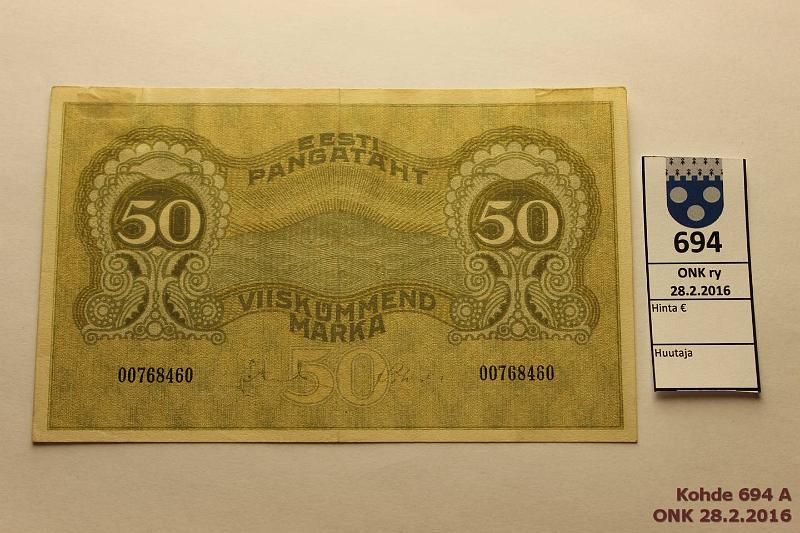 EESTI
PANGATÄHT
50 50
VIISKÜMMEND
MARKA
00768460 50 00768460
694
ONK ry
28.2.2016
Hinta €
Huutaja
Kohde 694 A
ONK 28.2.2016